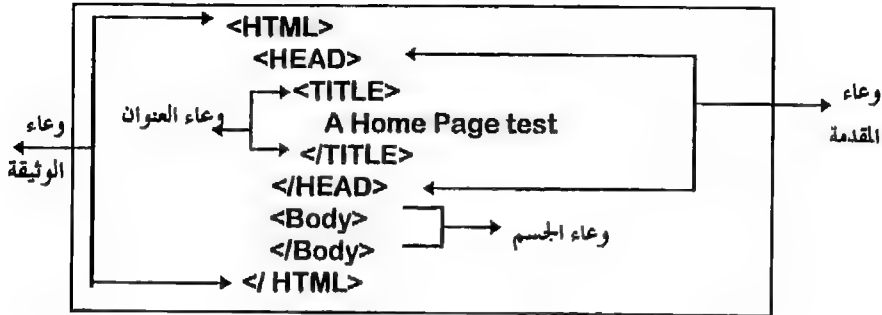 <HTML>
<HEAD>
<TITLE>
A Home Page test
</TITLE>
</HEAD>
<Body>
</Body>
</ HTML>
وعاء
المقدمة
وعاء العنوان
وعاء
الوثيقة
وعاء الجسم